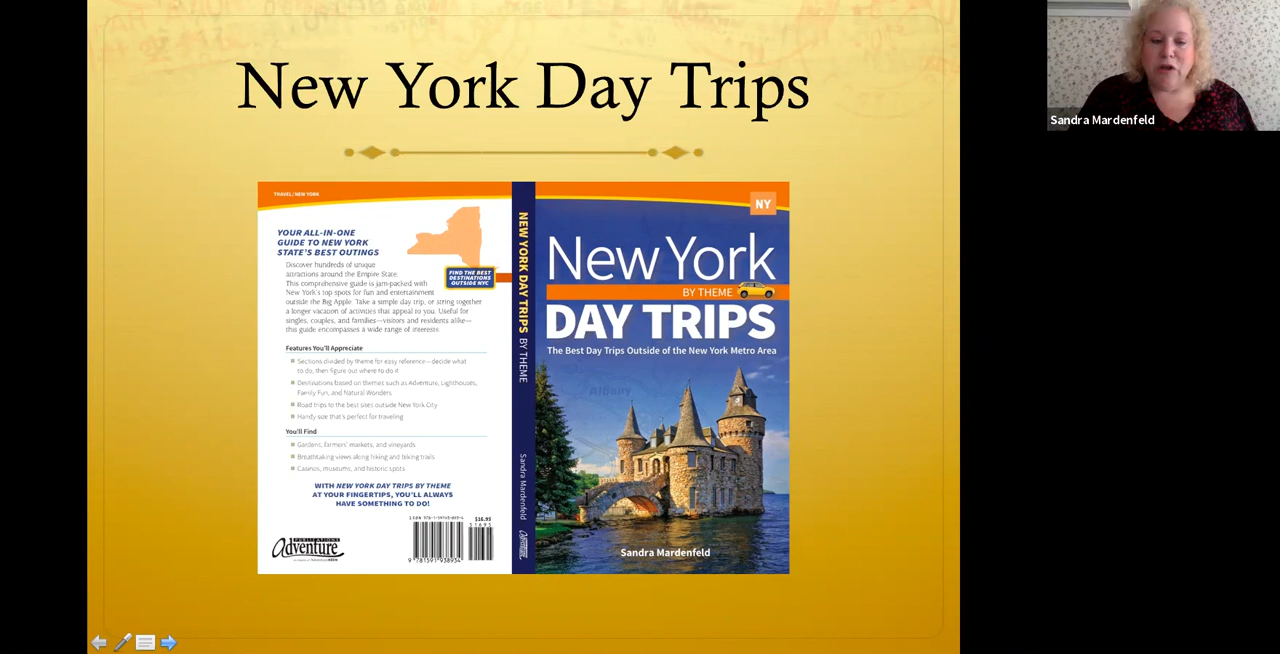 New York Day Trips
TRAVEL/NEW YORK
YOUR ALL-IN-ONE
GUIDE TO NEW YORK
STATE'S BEST OUTINGS
Discover hundreds of unique
attractions around the Empire State.
This comprehensive guide is jam-packed with
New York's top spots for fun and entertainment
outside the Big Apple. Take a simple day trip, or string together
a longer vacation of activities that appeal to you. Useful for
singles, couples, and families—visitors and residents alike—
this guide encompasses a wide range of interests.
FIND THE BEST
DESTINATIONS
OUTSIDE NYC
Features You'll Appreciate
Sections divided by theme for easy reference—decide what
to do, then figure out where to do it
Destinations based on themes such as Adventure, Lighthouses,
Family Fun, and Natural Wonders
Road trips to the best sites outside New York City
Handy size that's perfect for traveling
You'll Find
Gardens, farmers' markets, and vineyards
Breathtaking views along hiking and biking trails
Casinos, museums, and historic spots
WITH NEW YORK DAY TRIPS BY THEME
AT YOUR FINGERTIPS, YOU'LL ALWAYS
HAVE SOMETHING TO DO!
PUBLICATIONS
Adventure
$16.95
51695
9 781591 938934
NEW YORK DAY TRIPS BY THEME
Sandra Mardenfeld
Adventure
NY
New York
BY THEME
DAY TRIPS
The Best Day Trips Outside of the New York Metro Area
Albany
Sandra Mardenfeld
Sandra Mardenfeld